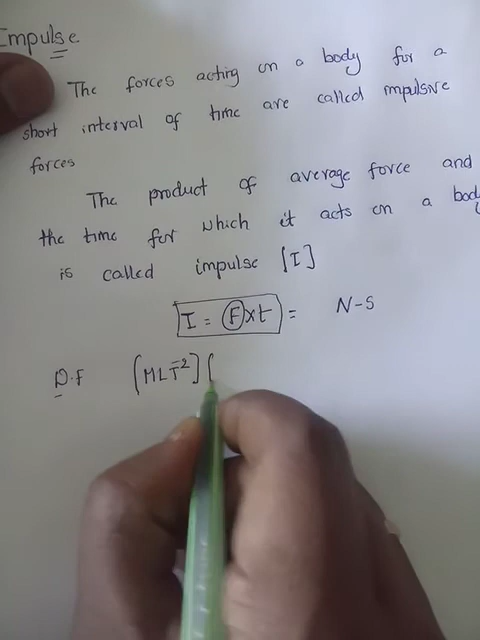 Impulse
The forces acting on a body for a
short interval of time are called impulsive
forces
The product of average force and
the time for which it acts on a body
is called impulse [I]
I = F×t = N-S
D.F [MLT⁻²] [